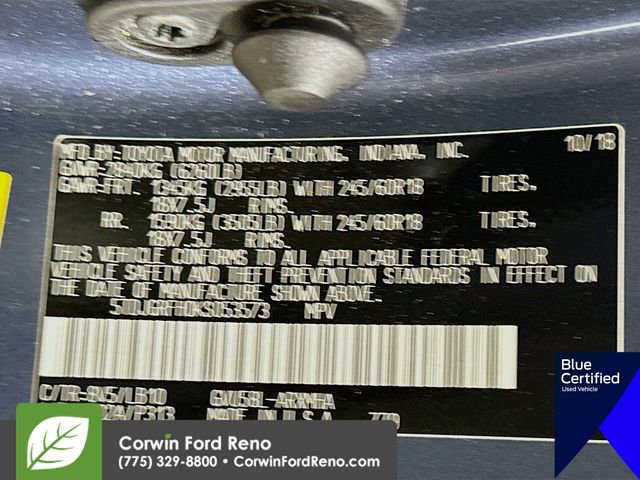 MFD.BY:TOYOTA MOTOR MANUFACTURING, INDIANA, INC. 10/18
GVWR-2840KG (6260LB)
GAWR-FRT. 1345KG (2965LB) WITH 245/60R18 TIRES,
18X7.5J RIMS,
RR. 1590KG (3505LB) WITH 245/60R18 TIRES,
18X7.5J RIMS,
THIS VEHICLE CONFORMS TO ALL APPLICABLE FEDERAL MOTOR
VEHICLE SAFETY AND THEFT PREVENTION STANDARDS IN EFFECT ON
THE DATE OF MANUFACTURE SHOWN ABOVE.
MPV
MADE IN U.S.A.
Blue
Certified
Used Vehicle
Corwin Ford Reno
(775) 329-8800 • CorwinFordReno.com